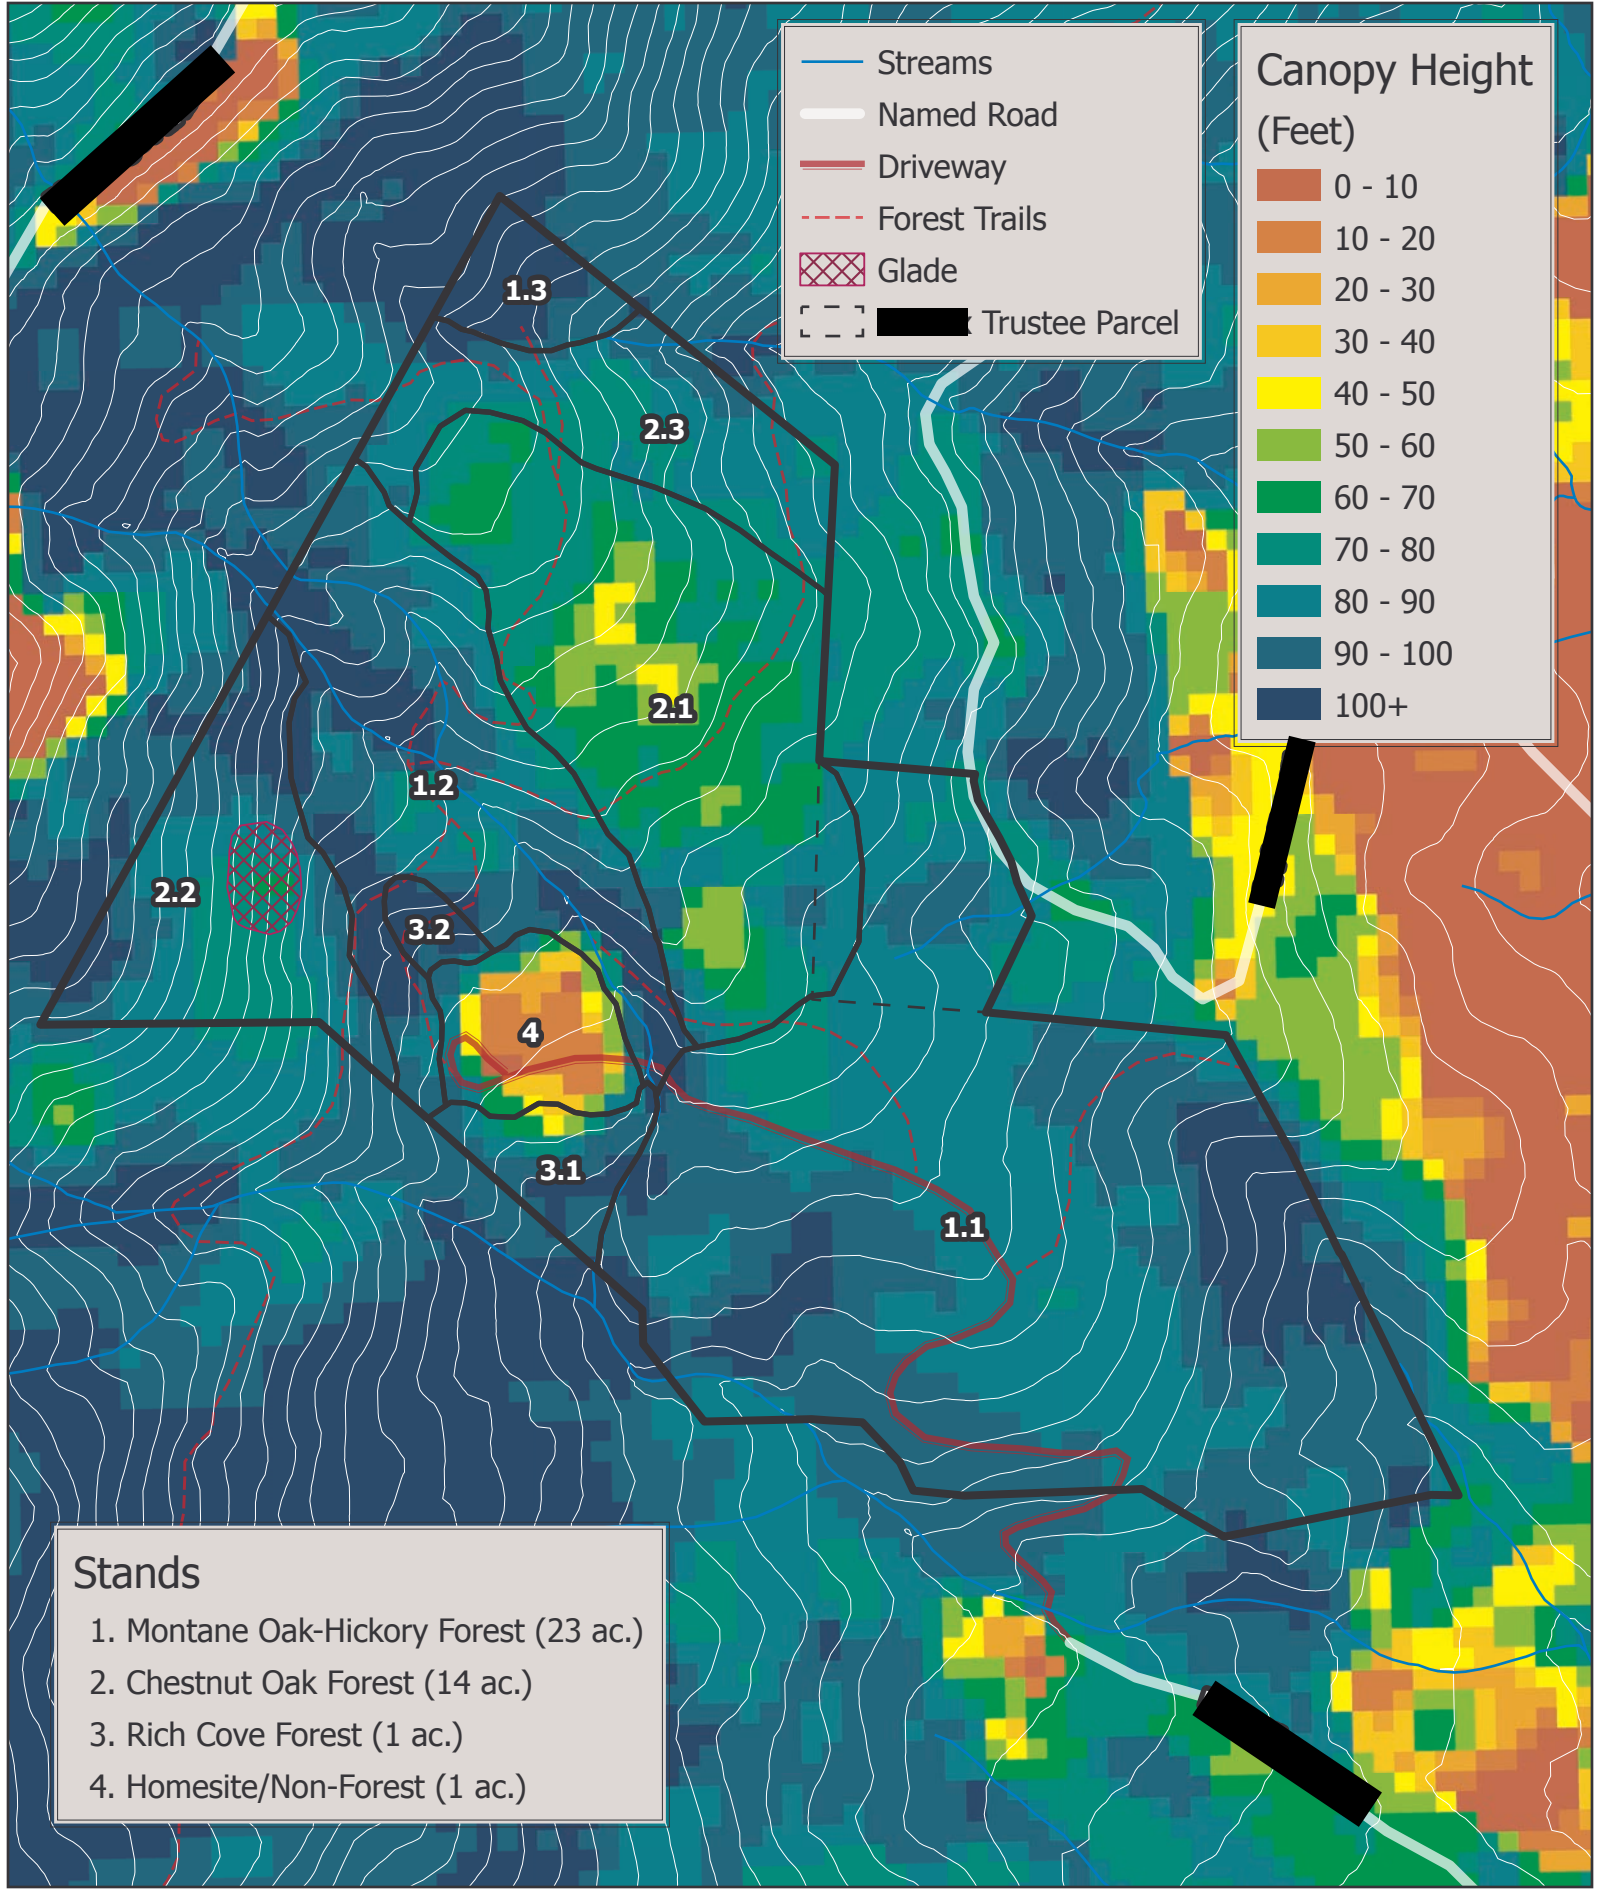 Streams
Named Road
Driveway
Forest Trails
Glade
Trustee Parcel
Canopy Height
(Feet)
0 - 10
10 - 20
20 - 30
30 - 40
40 - 50
50 - 60
60 - 70
70 - 80
80 - 90
90 - 100
100+
1.3
2.3
2.1
1.2
2.2
3.2
4
3.1
1.1
Stands
1. Montane Oak-Hickory Forest (23 ac.)
2. Chestnut Oak Forest (14 ac.)
3. Rich Cove Forest (1 ac.)
4. Homesite/Non-Forest (1 ac.)